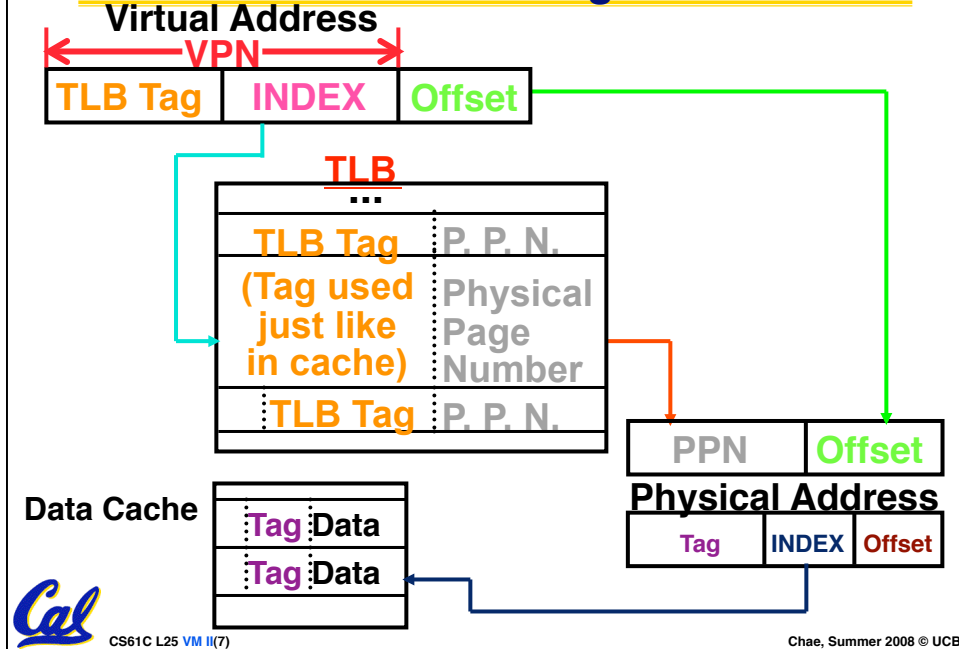 Virtual Address
VPN
TLB Tag INDEX Offset
TLB
...
TLB Tag P. P. N.
(Tag used just like in cache) Physical Page Number
TLB Tag P. P. N.
PPN Offset
Physical Address
Tag INDEX Offset
Data Cache
Tag Data
Tag Data
Cal
CS61C L25 VM II(7)
Chae, Summer 2008 © UCB